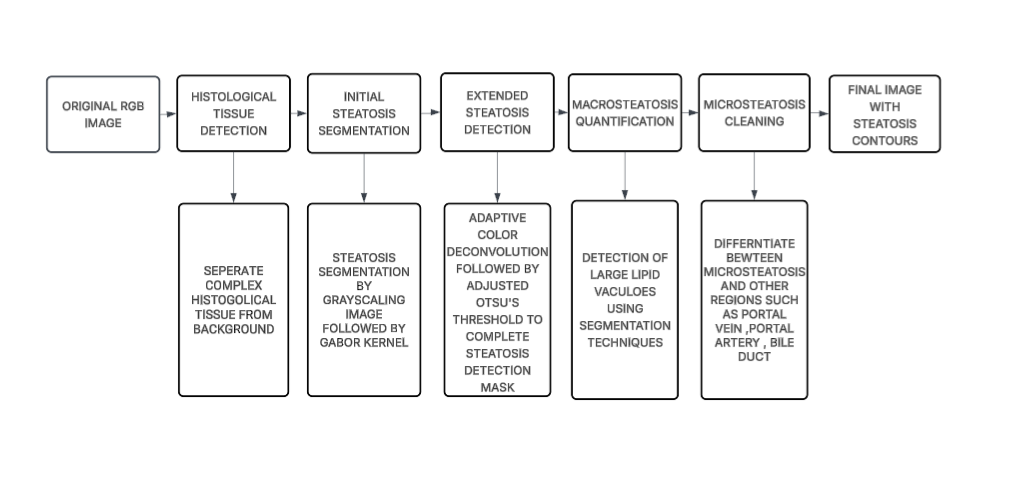 ORIGINAL RGB
IMAGE
HISTOLOGICAL
TISSUE
DETECTION
INITIAL
STEATOSIS
SEGMENTATION
EXTENDED
STEATOSIS
DETECTION
MACROSTEATOSIS
QUANTIFICATION
MICROSTEATOSIS
CLEANING
FINAL IMAGE
WITH
STEATOSIS
CONTOURS
SEPERATE
COMPLEX
HISTOGOLICAL
TISSUE FROM
BACKGROUND
STEATOSIS
SEGMENTATION
BY
GRAYSCALING
IMAGE
FOLLOWED BY
GABOR KERNEL
ADAPTIVE
COLOR
DECONVOLUTION
FOLLOWED BY
ADJUSTED
OTSU'S
THRESHOLD TO
COMPLETE
STEATOSIS
DETECTION
MASK
DETECTION OF
LARGE LIPID
VACULOES
USING
SEGMENTATION
TECHNIQUES
DIFFERNTIATE
BEWTEEN
MICROSTEATOSIS
AND OTHER
REGIONS SUCH
AS PORTAL
VEIN ,PORTAL
ARTERY , BILE
DUCT